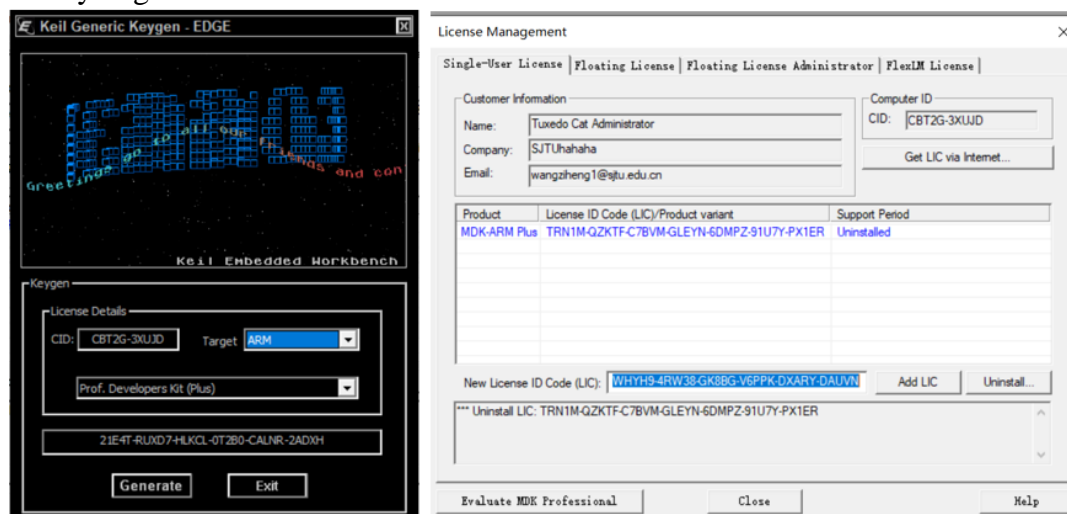 Keil Generic Keygen - EDGE
Greetings go to all our friends and con
Keil Embedded Workbench
Keygen
License Details
CID: CBT2G-3XUJD Target ARM
Prof. Developers Kit (Plus)
21E4T-RUXD7-HLKCL-0T2B0-CALNR-2ADXH
Generate Exit
License Management
Single-User License Floating License Floating License Administrator FlexLM License
Customer Information
Name: Tuxedo Cat Administrator
Company: SJTUhahaha
Email: wangziheng1@sjtu.edu.cn
Computer ID
CID: CBT2G-3XUJD
Get LIC via Internet...
Product License ID Code (LIC)/Product variant Support Period
MDK-ARM Plus TRN1M-QZKTF-C7BVM-GLEYN-6DMPZ-91U7Y-PX1ER Uninstalled
New License ID Code (LIC): WHYH9-4RW38-GK8BG-V6PPK-DXARY-DAUVN Add LIC Uninstall...
*** Uninstall LIC: TRN1M-QZKTF-C7BVM-GLEYN-6DMPZ-91U7Y-PX1ER
Evaluate MDK Professional Close Help